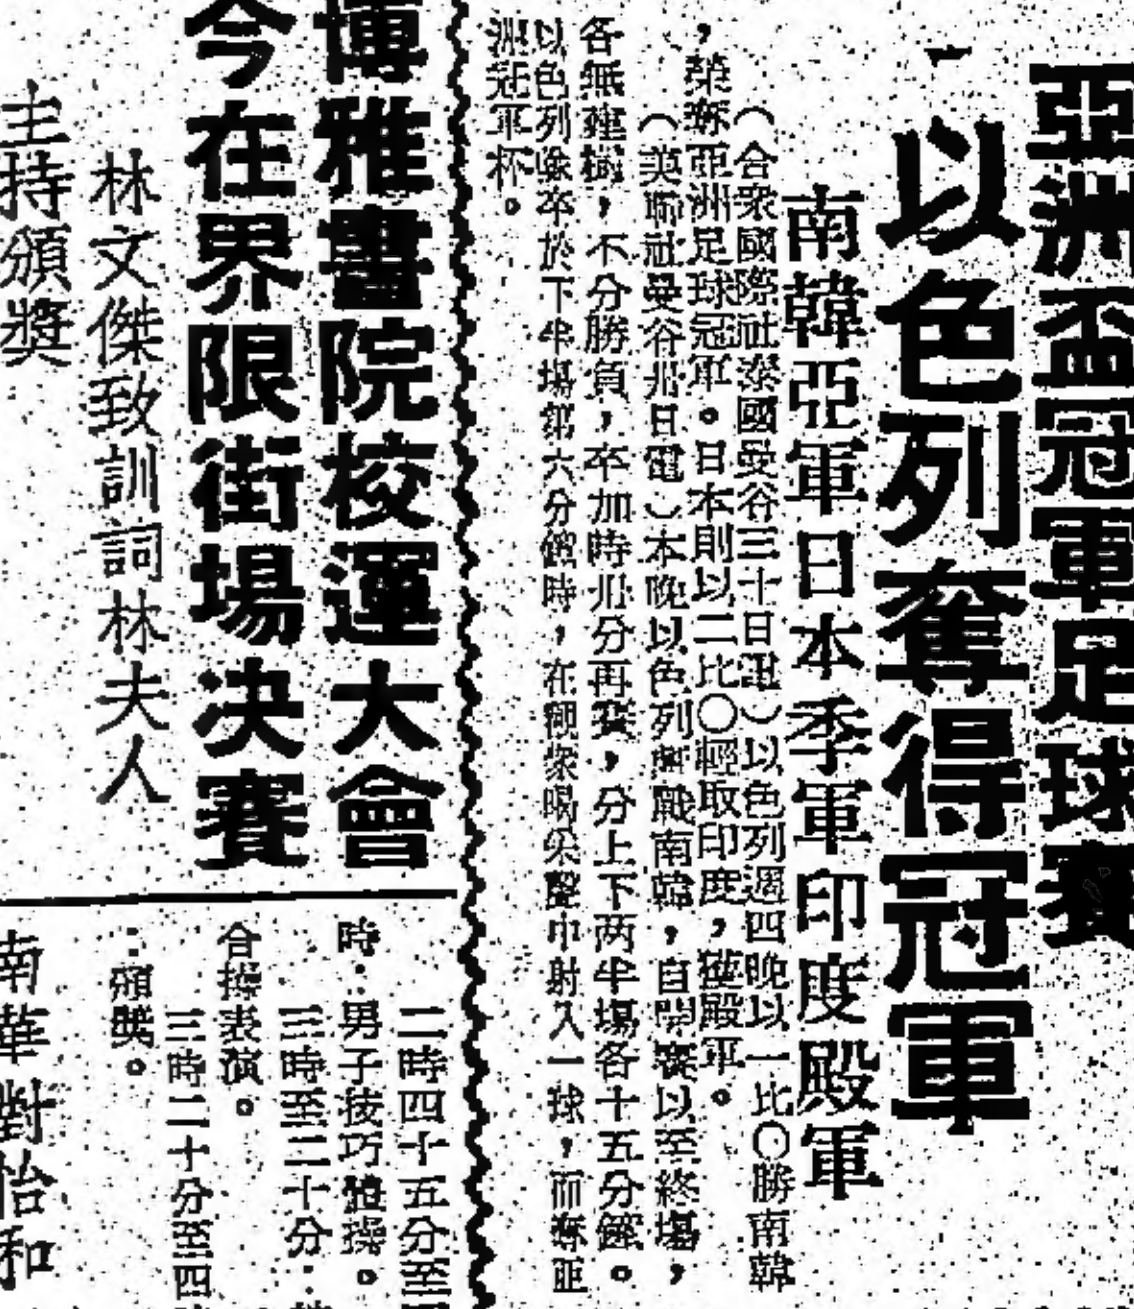 亞洲盃冠軍足球賽
以色列奪得冠軍
南韓亞軍日本季軍印度殿軍
（合衆國際社泰國曼谷三十日電）以色列週四晚以一比〇勝南韓
，榮奪亞洲足球冠軍。日本則以二比〇輕取印度，獲殿軍。
（美聯社曼谷卅日電）本晚以色列劇戰南韓，自開賽以至終場，
各無建樹，不分勝負，卒加時卅分再賽，分上下两半場各十五分鐘。
以色列隊卒於下半場第六分鐘時，在觀衆喝采聲中射入一球，而奪亞
洲冠軍杯。
博雅書院校運大會
今在界限街場决賽
林文傑致訓詞林夫人
主持頒獎
二時四十五分至
時：男子技巧體操。
三時至三十分：
合操表演。
三時二十分至四
：頒獎。
南華對怡和